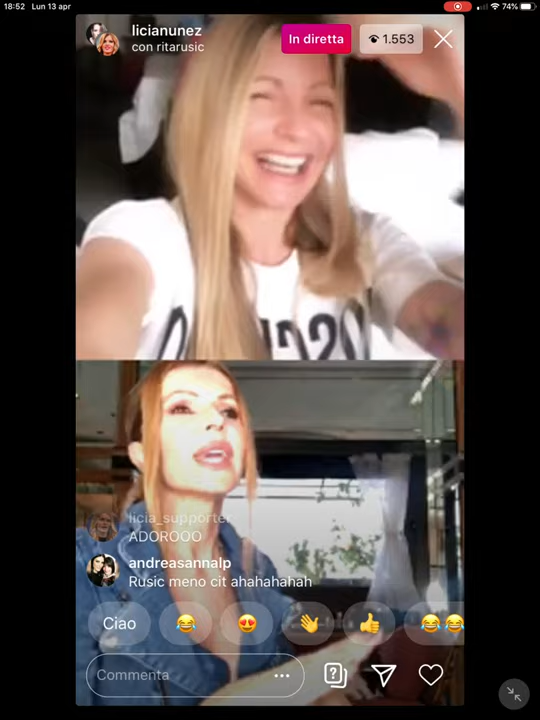 18:52 Lun 13 apr
74%
licianunez
con ritarusic
In diretta
1.553
licia_supporter
ADOROOO
andreasannalp
Rusic meno cit ahahahahah
Ciao
Commenta